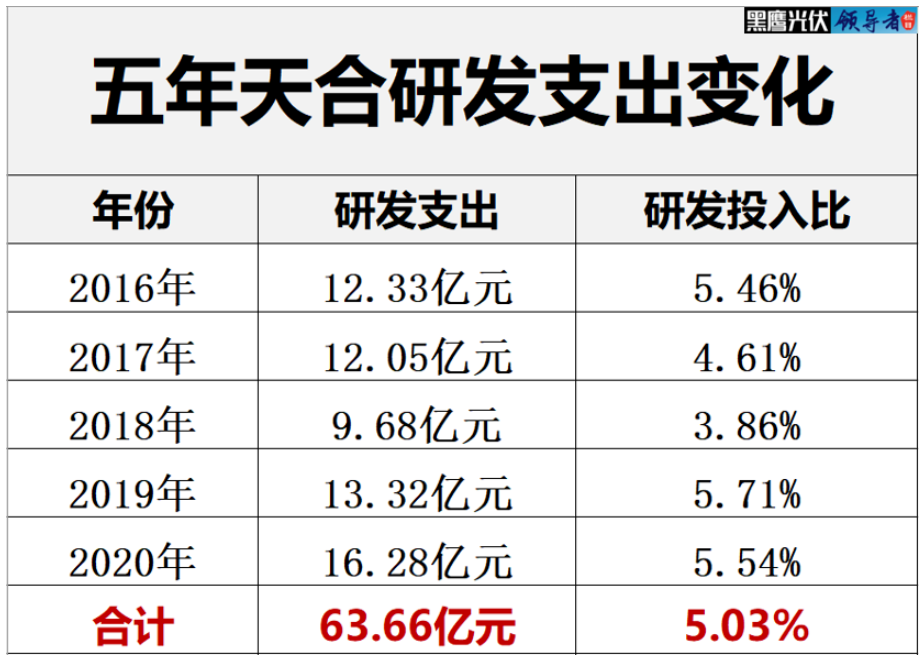 黑鹰光伏 领导者
五年天合研发支出变化
年份 研发支出 研发投入比
2016年 12.33亿元 5.46%
2017年 12.05亿元 4.61%
2018年 9.68亿元 3.86%
2019年 13.32亿元 5.71%
2020年 16.28亿元 5.54%
合计 63.66亿元 5.03%